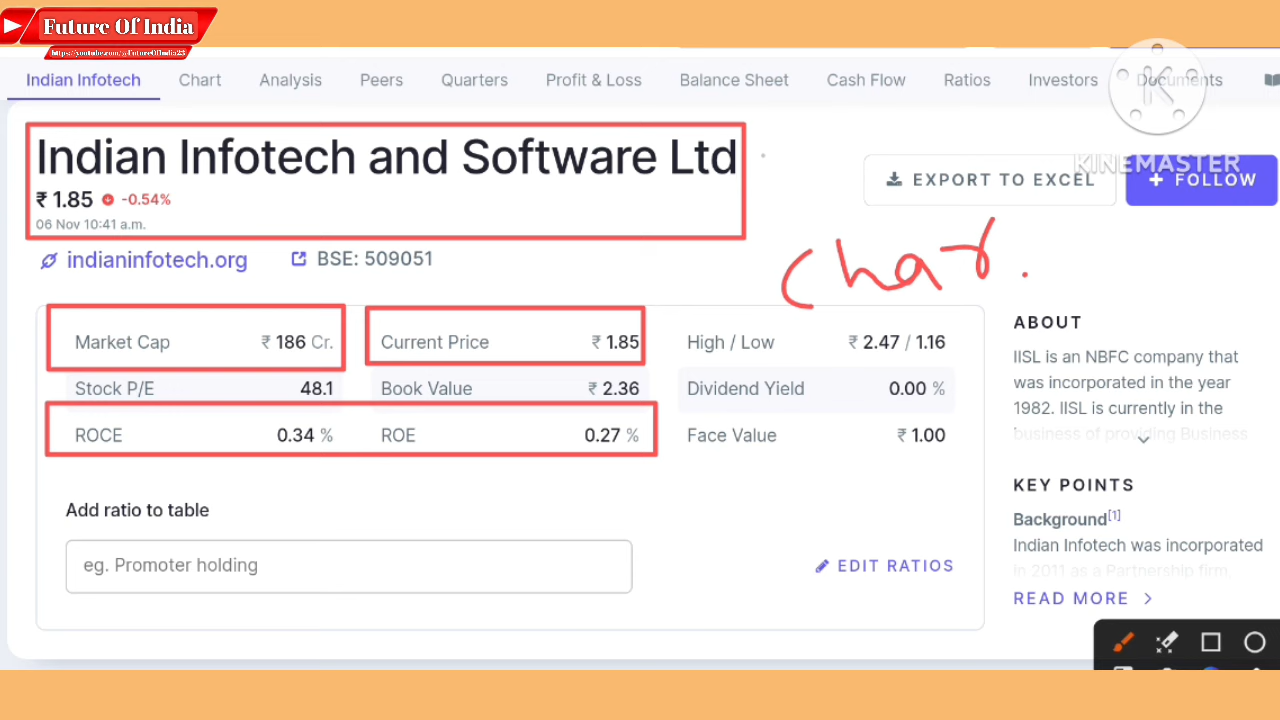 Future Of India
https://youtube.com/@FutureOfIndia23
Indian Infotech Chart Analysis Peers Quarters Profit & Loss Balance Sheet Cash Flow Ratios Investors Documents
K
KINEMASTER
Indian Infotech and Software Ltd
₹ 1.85 -0.54%
06 Nov 10:41 a.m.
EXPORT TO EXCEL
+ FOLLOW
indianinfotech.org BSE: 509051
Char.
Market Cap ₹ 186 Cr.
Current Price ₹ 1.85
High / Low ₹ 2.47 / 1.16
Stock P/E 48.1
Book Value ₹ 2.36
Dividend Yield 0.00 %
ROCE 0.34 %
ROE 0.27 %
Face Value ₹ 1.00
Add ratio to table
eg. Promoter holding
EDIT RATIOS
ABOUT
IISL is an NBFC company that
was incorporated in the year
1982. IISL is currently in the
business of providing Business
KEY POINTS
Background[1]
Indian Infotech was incorporated
in 2011 as a Partnership firm
READ MORE